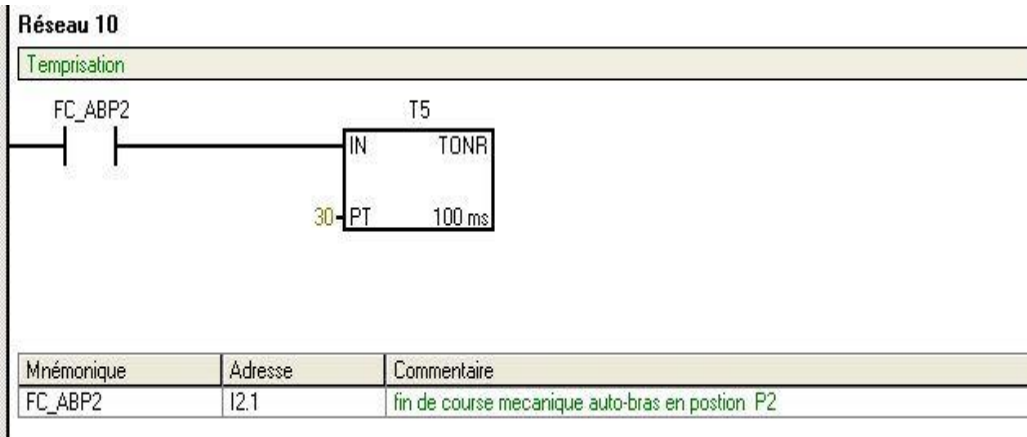 Réseau 10
Temprisation
FC_ABP2 T5
IN TONR
30 PT 100 ms
Mnémonique Adresse Commentaire
FC_ABP2 I2.1 fin de course mecanique auto-bras en postion P2